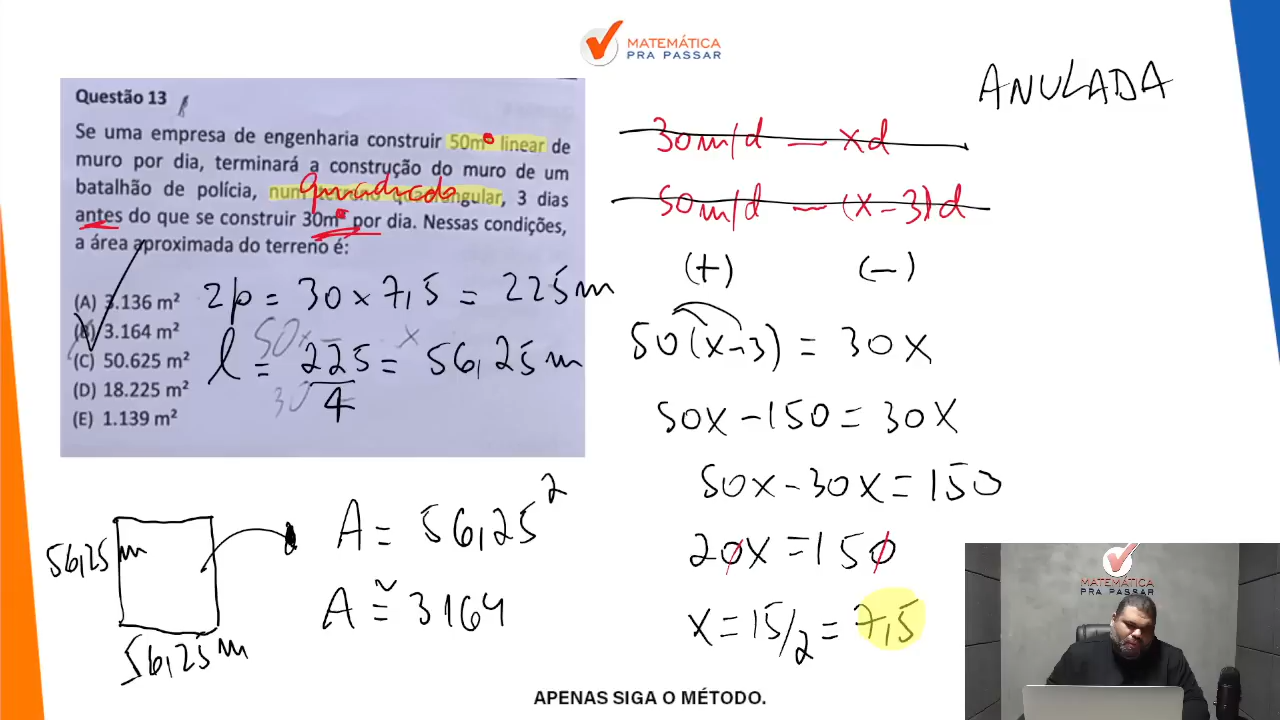 MATEMÁTICA
PRA PASSAR
ANULADA
Questão 13
Se uma empresa de engenharia construir 50m linear de
muro por dia, terminará a construção do muro de um
batalhão de polícia, num terreno quadrangular, 3 dias
quadrado
antes do que se construir 30m por dia. Nessas condições,
a área aproximada do terreno é:
(A) 3.136 m²
(B) 3.164 m²
(C) 50.625 m²
(D) 18.225 m²
(E) 1.139 m²
2p = 30 x 7,5 = 225m
l = 225/4 = 56,25m
50x
30
x
56,25m
56,25m
A = 56,25²
A ≅ 3164
30m/d — xd
50m/d — (x-3)d
(+) (-)
50(x-3) = 30x
50x - 150 = 30x
50x - 30x = 150
20x = 150
x = 15/2 = 7,5
MATEMÁTICA
PRA PASSAR
APENAS SIGA O MÉTODO.